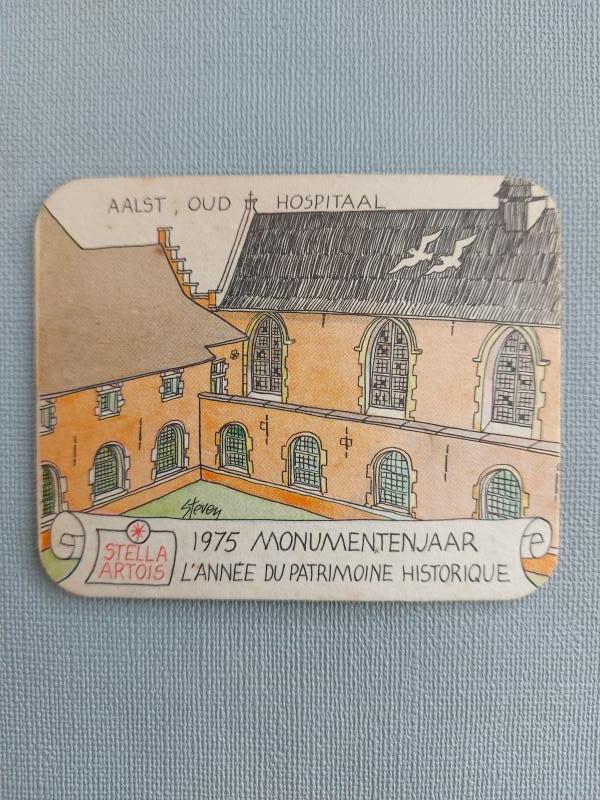 AALST, OUD HOSPITAAL
Steven
STELLA
ARTOIS
1975 MONUMENTENJAAR
L'ANNÉE DU PATRIMOINE HISTORIQUE